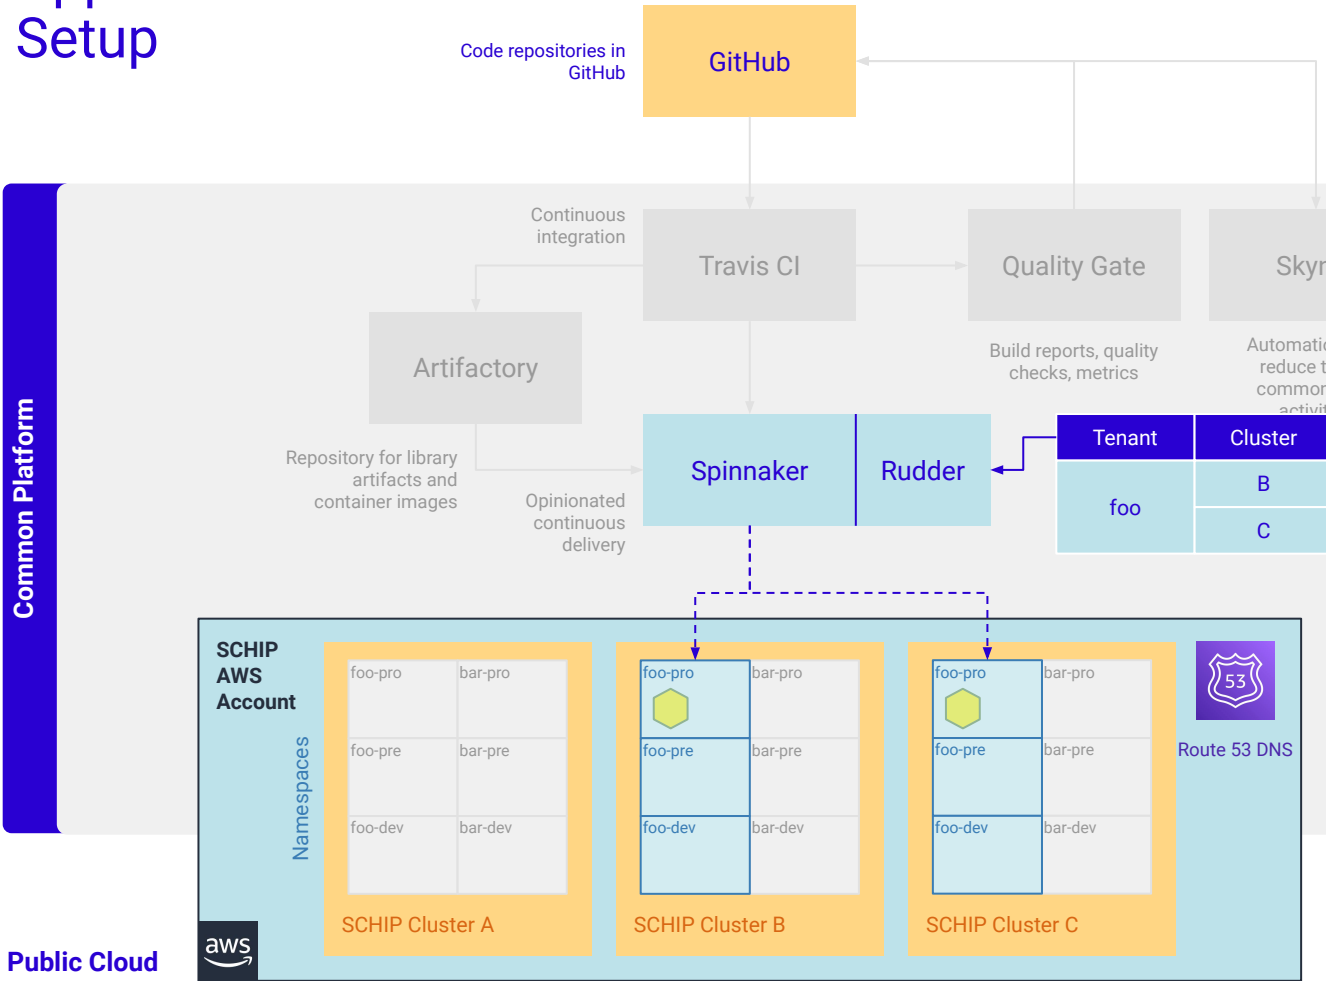 Setup
Code repositories in
GitHub
GitHub
Continuous
integration
Travis CI
Quality Gate
Artifactory
Build reports, quality
checks, metrics
reduce
common
Repository for library
artifacts and
container images
Opinionated
continuous
delivery
Spinnaker
Rudder
Tenant
Cluster
foo
B
C
Common Platform
SCHIP
AWS
Account
Namespaces
foo-pro
bar-pro
foo-pre
bar-pre
foo-dev
bar-dev
SCHIP Cluster A
foo-pro
bar-pro
foo-pre
bar-pre
foo-dev
bar-dev
SCHIP Cluster B
foo-pro
bar-pro
foo-pre
bar-pre
foo-dev
bar-dev
SCHIP Cluster C
53
Route 53 DNS
aws
Public Cloud